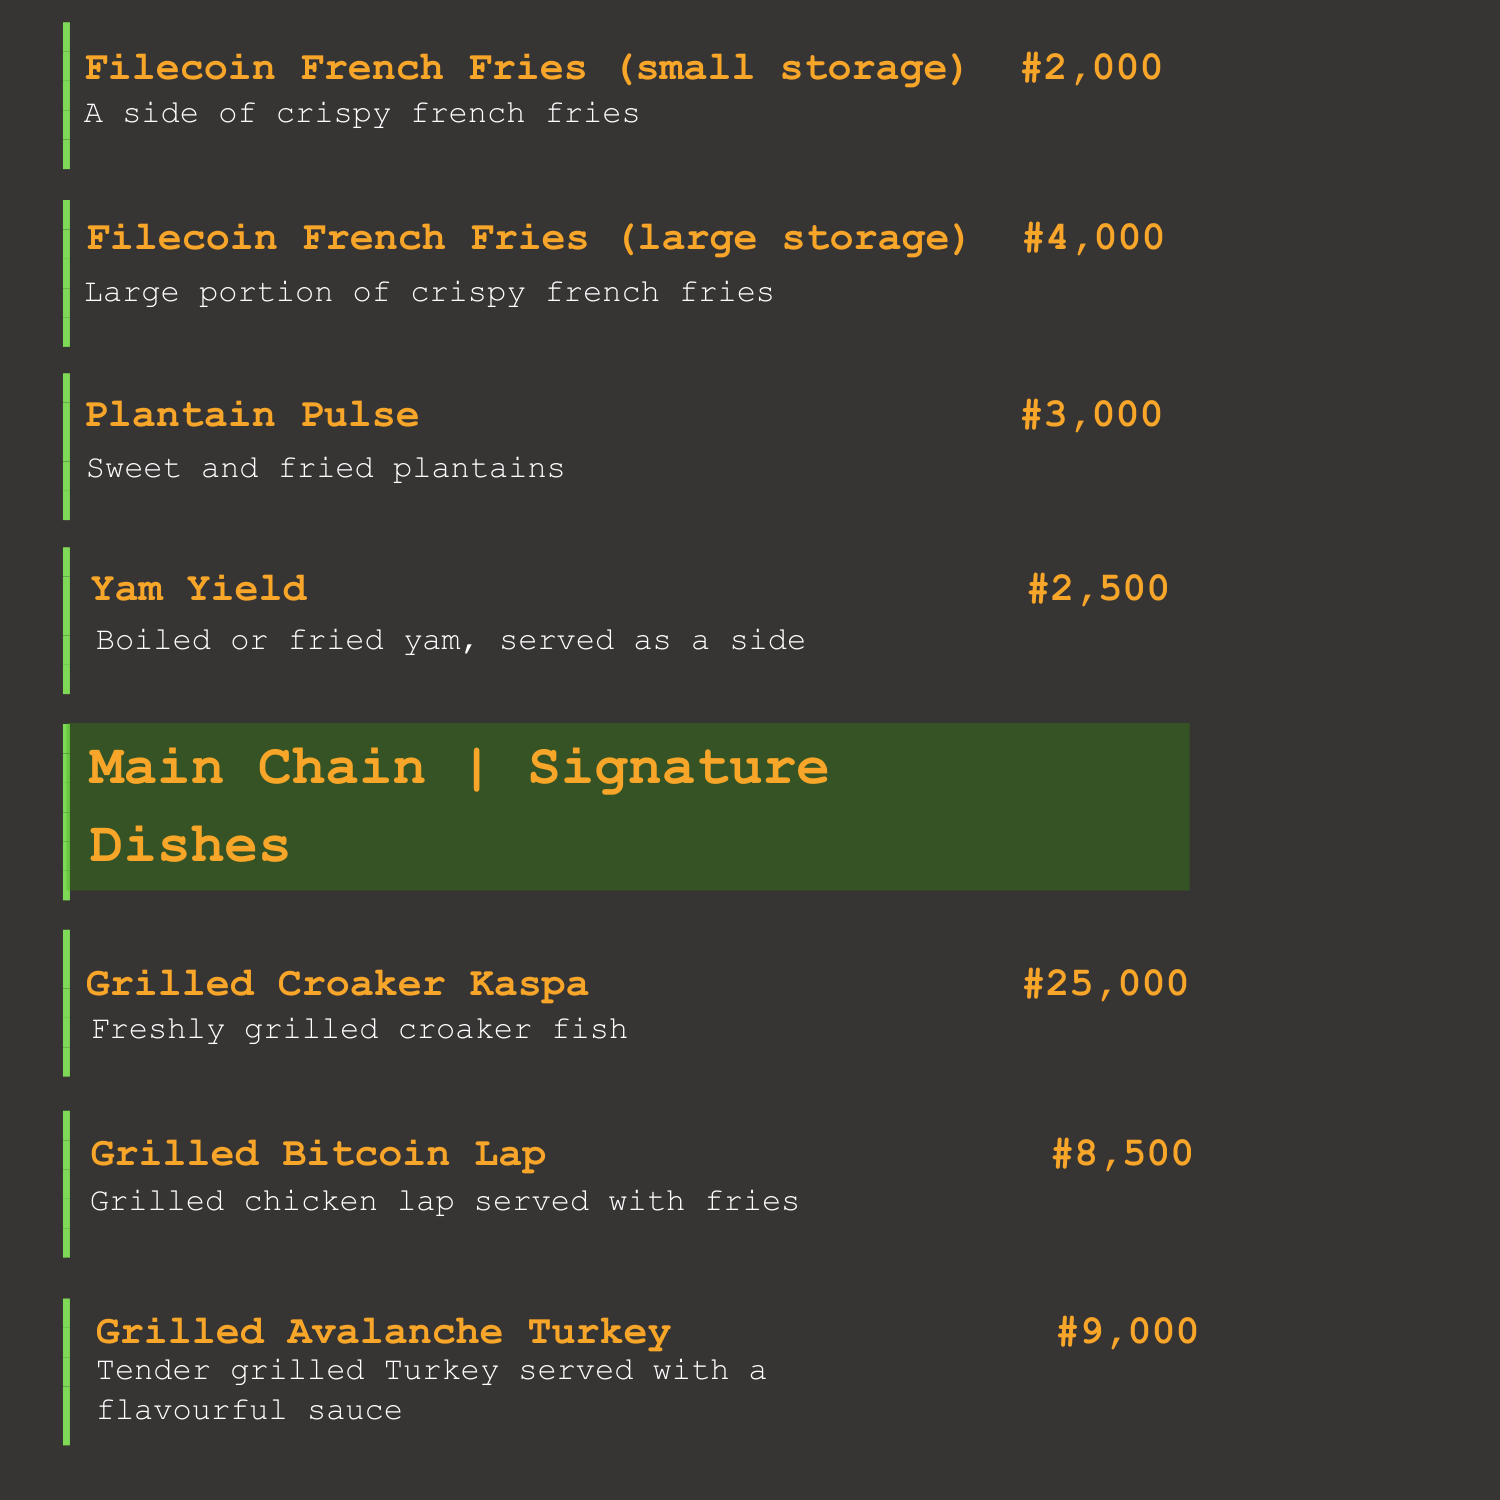 Filecoin French Fries (small storage) #2,000
A side of crispy french fries
Filecoin French Fries (large storage) #4,000
Large portion of crispy french fries
Plantain Pulse #3,000
Sweet and fried plantains
Yam Yield #2,500
Boiled or fried yam, served as a side
Main Chain | Signature
Dishes
Grilled Croaker Kaspa #25,000
Freshly grilled croaker fish
Grilled Bitcoin Lap #8,500
Grilled chicken lap served with fries
Grilled Avalanche Turkey #9,000
Tender grilled Turkey served with a
flavourful sauce